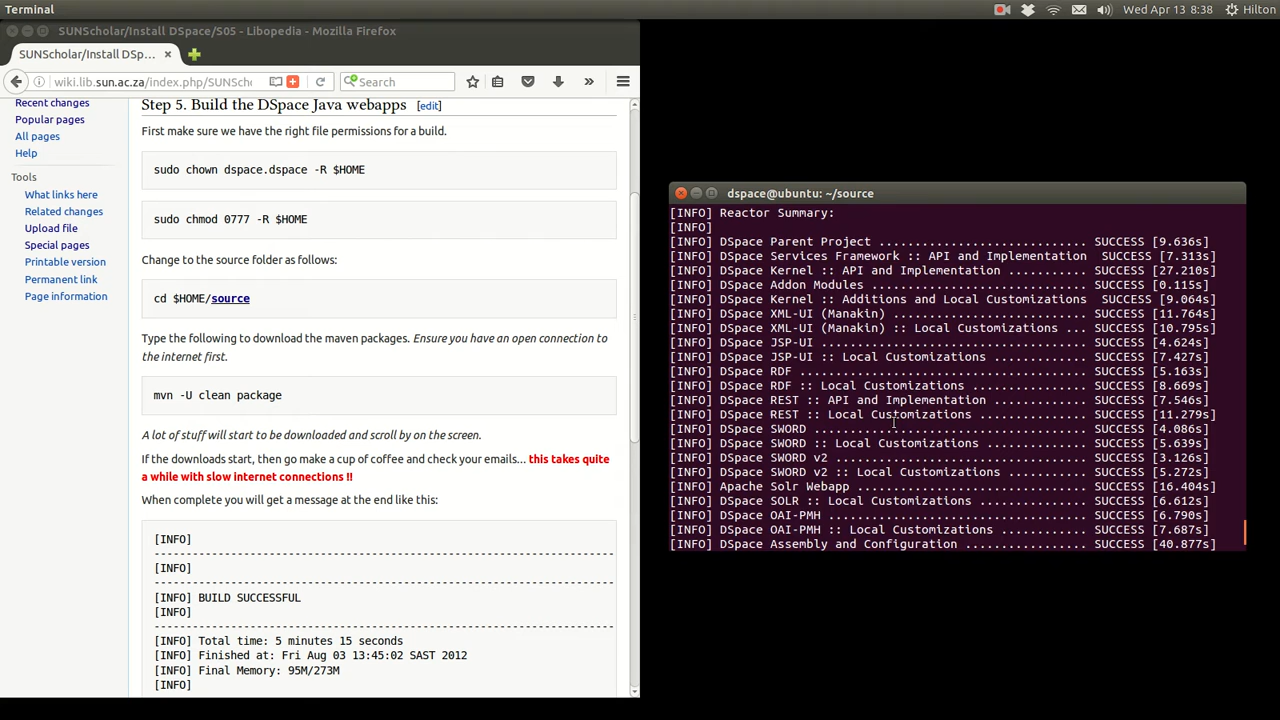 Terminal
Wed Apr 13 8:38
Hilton
SUNScholar/Install DSpace/S05 - Libopedia - Mozilla Firefox
SUNScholar/Install DSp…
wiki.lib.sun.ac.za/index.php/SUNScho
Search
Recent changes
Popular pages
All pages
Help
Tools
What links here
Related changes
Upload file
Special pages
Printable version
Permanent link
Page information
Step 5. Build the DSpace Java webapps [edit]
First make sure we have the right file permissions for a build.
sudo chown dspace.dspace -R $HOME
sudo chmod 0777 -R $HOME
Change to the source folder as follows:
cd $HOME/source
Type the following to download the maven packages. Ensure you have an open connection to
the internet first.
mvn -U clean package
A lot of stuff will start to be downloaded and scroll by on the screen.
If the downloads start, then go make a cup of coffee and check your emails... this takes quite
a while with slow internet connections !!
When complete you will get a message at the end like this:
[INFO]
------------------------------------------------------------------------
[INFO]
------------------------------------------------------------------------
[INFO] BUILD SUCCESSFUL
[INFO]
------------------------------------------------------------------------
[INFO] Total time: 5 minutes 15 seconds
[INFO] Finished at: Fri Aug 03 13:45:02 SAST 2012
[INFO] Final Memory: 95M/273M
[INFO]
dspace@ubuntu: ~/source
[INFO] Reactor Summary:
[INFO]
[INFO] DSpace Parent Project ............................. SUCCESS [9.636s]
[INFO] DSpace Services Framework :: API and Implementation SUCCESS [7.313s]
[INFO] DSpace Kernel :: API and Implementation ........... SUCCESS [27.210s]
[INFO] DSpace Addon Modules .............................. SUCCESS [0.115s]
[INFO] DSpace Kernel :: Additions and Local Customizations SUCCESS [9.064s]
[INFO] DSpace XML-UI (Manakin) ........................... SUCCESS [11.764s]
[INFO] DSpace XML-UI (Manakin) :: Local Customizations ... SUCCESS [10.795s]
[INFO] DSpace JSP-UI ..................................... SUCCESS [4.624s]
[INFO] DSpace JSP-UI :: Local Customizations ............. SUCCESS [7.427s]
[INFO] DSpace RDF ........................................ SUCCESS [5.163s]
[INFO] DSpace RDF :: Local Customizations ................ SUCCESS [8.669s]
[INFO] DSpace REST :: API and Implementation ............. SUCCESS [7.546s]
[INFO] DSpace REST :: Local Customizations ............... SUCCESS [11.279s]
[INFO] DSpace SWORD ...................................... SUCCESS [4.086s]
[INFO] DSpace SWORD :: Local Customizations .............. SUCCESS [5.639s]
[INFO] DSpace SWORD v2 ................................... SUCCESS [3.126s]
[INFO] DSpace SWORD v2 :: Local Customizations ........... SUCCESS [5.272s]
[INFO] Apache Solr Webapp ................................ SUCCESS [16.404s]
[INFO] DSpace SOLR :: Local Customizations ............... SUCCESS [6.612s]
[INFO] DSpace OAI-PMH .................................... SUCCESS [6.790s]
[INFO] DSpace OAI-PMH :: Local Customizations ............ SUCCESS [7.687s]
[INFO] DSpace Assembly and Configuration ................. SUCCESS [40.877s]